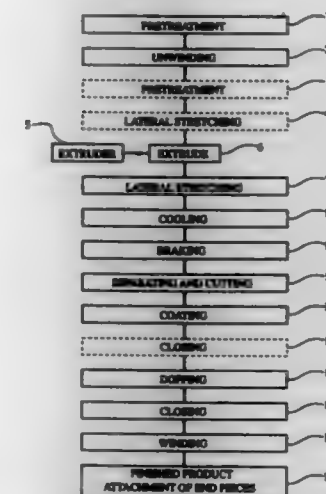 PRETREATMENT
UNWINDING
PRETREATMENT
LATERAL STRETCHING
EXTRUDER EXTRUDE
LATERAL STRETCHING
COOLING
BRAKING
SEPARATING AND CUTTING
COATING
CLOSING
DOFFING
CLOSING
WINDING
FINISHED PRODUCT
ATTACHMENT OF END PIECES